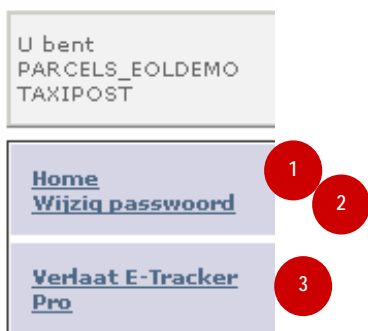 U bent
PARCELS_EOLDEMO
TAXIPOST
Home
1
Wijzig passwoord
2
Verlaat E-Tracker
Pro
3